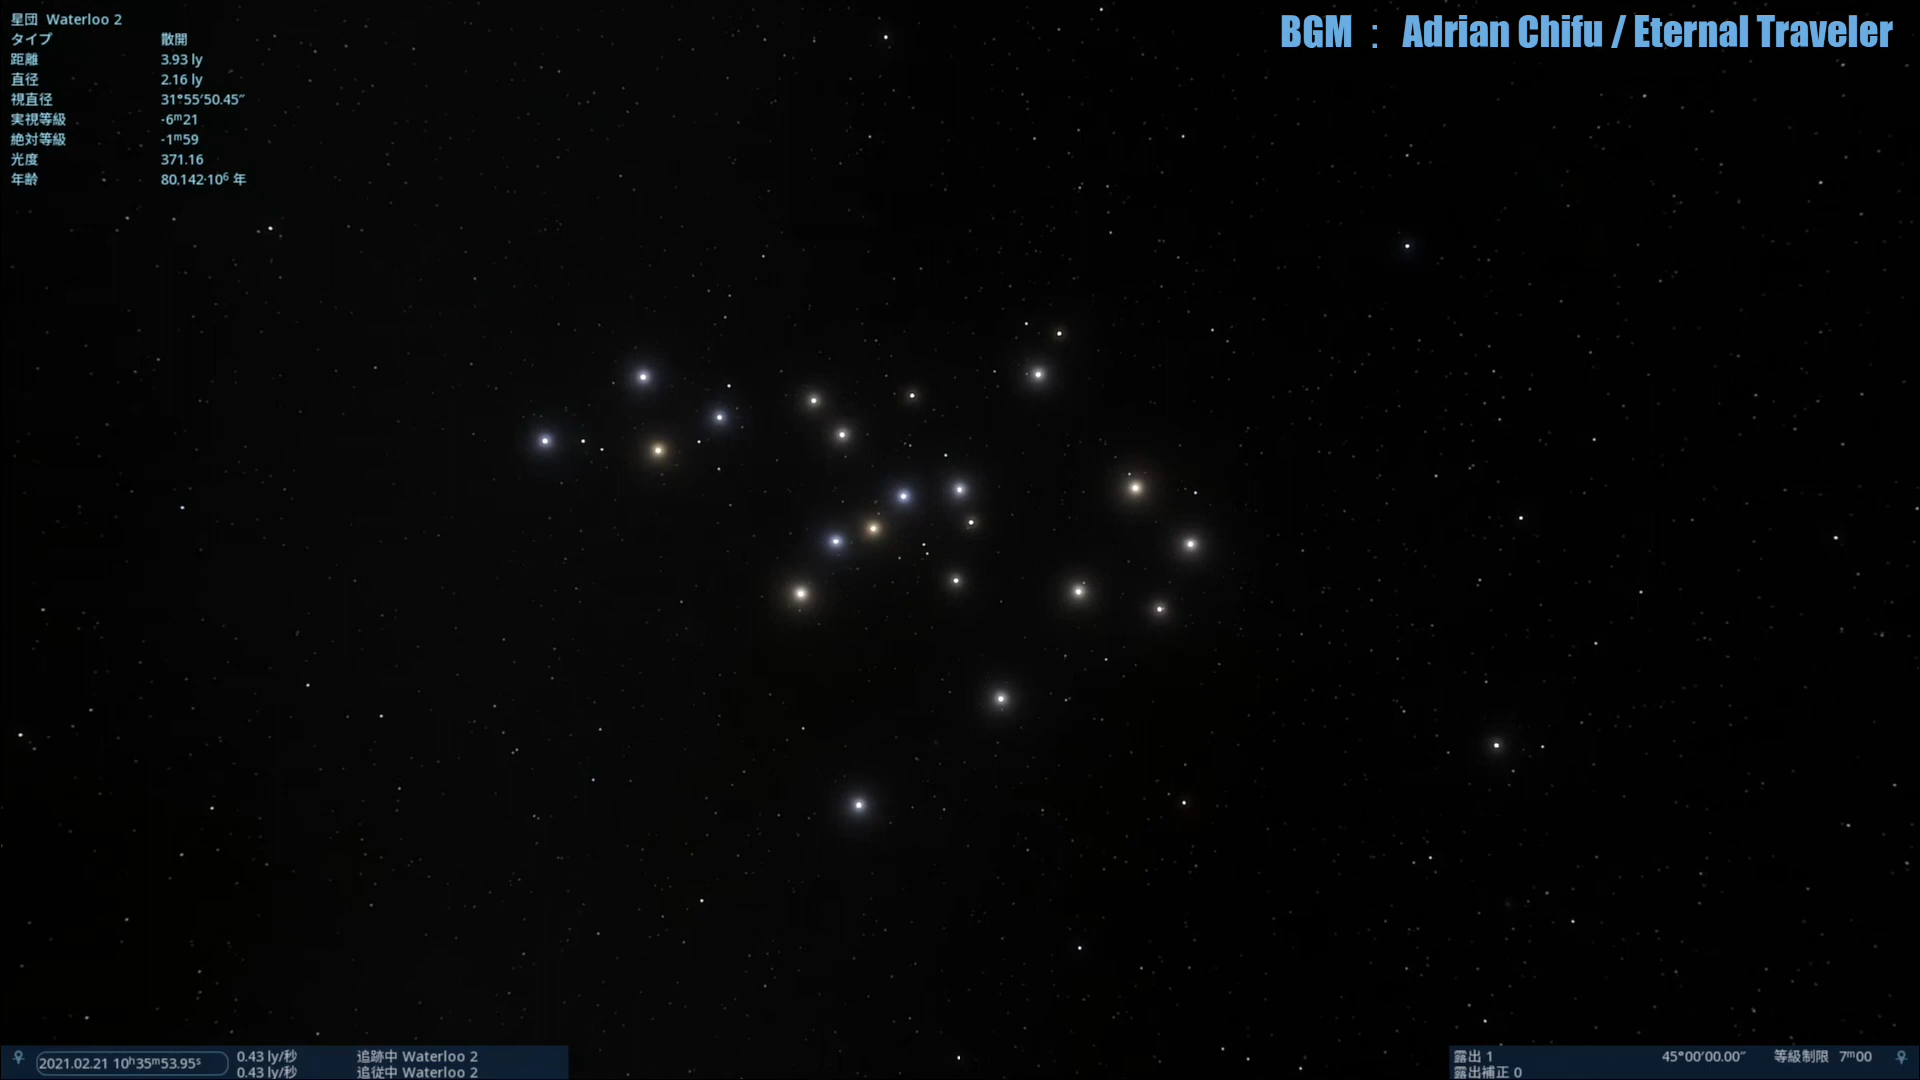 星団 Waterloo 2
タイプ 散開
距離 3.93 ly
直径 2.16 ly
視直径 31°55′50.45″
実視等級 -6ᵐ21
絶対等級 -1ᵐ59
光度 371.16
年齢 80.142·10⁶ 年
BGM : Adrian Chifu / Eternal Traveler
2021.02.21 10ʰ35ᵐ53.95ˢ
0.43 ly/秒 追跡中 Waterloo 2
0.43 ly/秒 追従中 Waterloo 2
露出 1 45°00′00.00″ 等級制限 7ᵐ00
露出補正 0